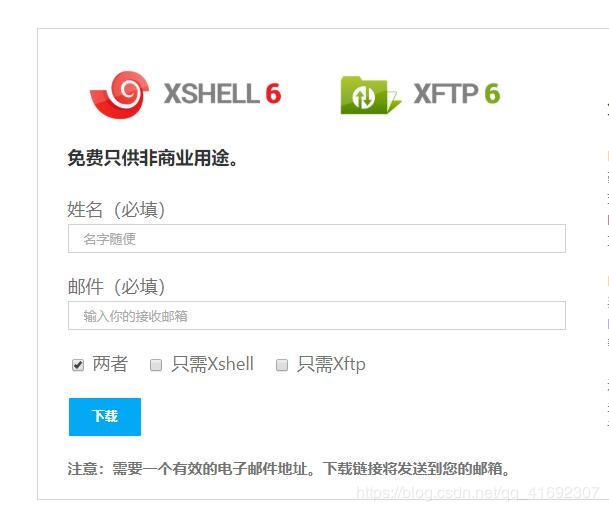 XSHELL 6 XFTP 6
免费只供非商业用途。
姓名（必填）
名字随便
邮件（必填）
输入你的接收邮箱
两者 只需Xshell 只需Xftp
下载
注意：需要一个有效的电子邮件地址。下载链接将发送到您的邮箱。
https://blog.csdn.net/qq_41692307